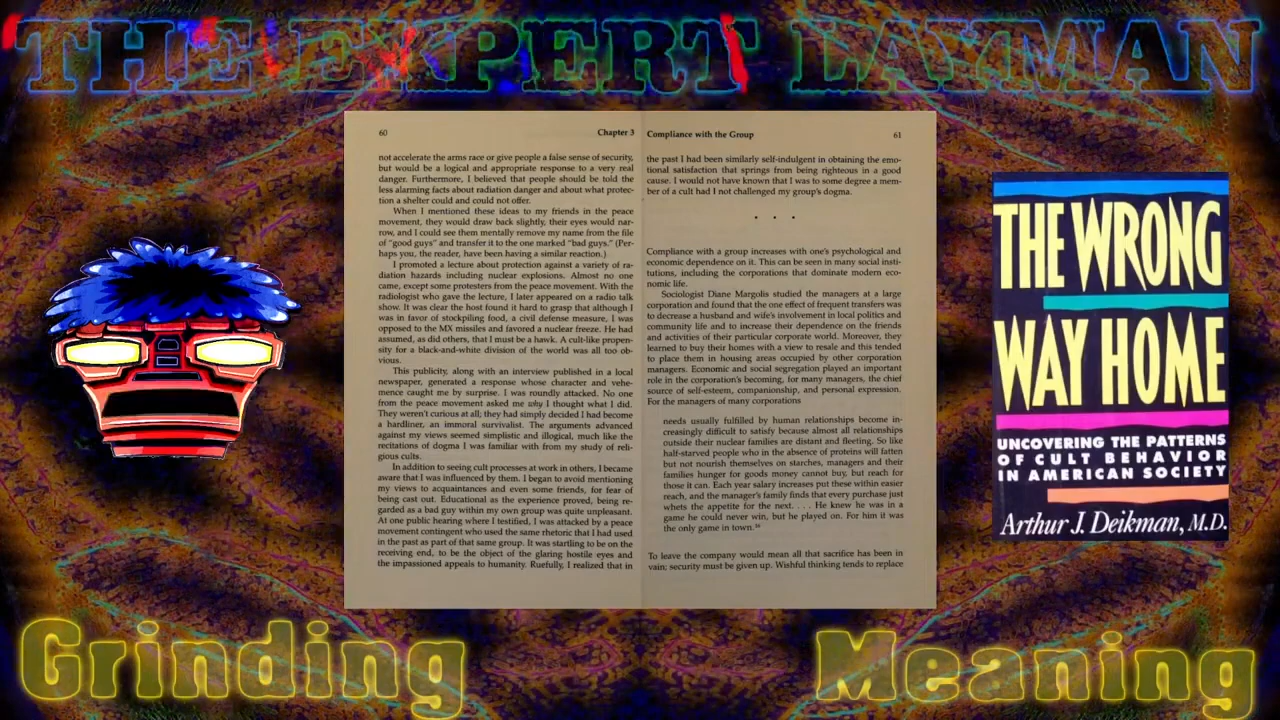 THE EXPERT LAYMAN
60 Chapter 3
not accelerate the arms race or give people a false sense of security,
but would be a logical and appropriate response to a very real
danger. Furthermore, I believed that people should be told the
less alarming facts about radiation danger and about what protec-
tion a shelter could and could not offer.
When I mentioned these ideas to my friends in the peace
movement, they would draw back slightly, their eyes would nar-
row, and I could see them mentally remove my name from the file
of "good guys" and transfer it to the one marked "bad guys." (Per-
haps you, the reader, have been having a similar reaction.)
I promoted a lecture about protection against a variety of ra-
diation hazards including nuclear explosions. Almost no one
came, except some protesters from the peace movement. With the
radiologist who gave the lecture, I later appeared on a radio talk
show. It was clear the host found it hard to grasp that although I
was in favor of stockpiling food, a civil defense measure, I was
opposed to the MX missiles and favored a nuclear freeze. He had
assumed, as did others, that I must be a hawk. A cult-like propen-
sity for a black-and-white division of the world was all too ob-
vious.
This publicity, along with an interview published in a local
newspaper, generated a response whose character and vehe-
mence caught me by surprise. I was roundly attacked. No one
from the peace movement asked me why I thought what I did.
They weren't curious at all; they had simply decided I had become
a hardliner, an immoral survivalist. The arguments advanced
against my views seemed simplistic and illogical, much like the
recitations of dogma I was familiar with from my study of reli-
gious cults.
In addition to seeing cult processes at work in others, I became
aware that I was influenced by them. I began to avoid mentioning
my views to acquaintances and even some friends, for fear of
being cast out. Educational as the experience proved, being re-
garded as a bad guy within my own group was quite unpleasant.
At one public hearing where I testified, I was attacked by a peace
movement contingent who used the same rhetoric that I had used
in the past as part of that same group. It was startling to be on the
receiving end, to be the object of the glaring hostile eyes and
the impassioned appeals to humanity. Ruefully, I realized that in
Compliance with the Group 61
the past I had been similarly self-indulgent in obtaining the emo-
tional satisfaction that springs from being righteous in a good
cause. I would not have known that I was to some degree a mem-
ber of a cult had I not challenged my group's dogma.
• • •
Compliance with a group increases with one's psychological and
economic dependence on it. This can be seen in many social insti-
tutions, including the corporations that dominate modern eco-
nomic life.
Sociologist Diane Margolis studied the managers at a large
corporation and found that the one effect of frequent transfers was
to decrease a husband and wife's involvement in local politics and
community life and to increase their dependence on the friends
and activities of their particular corporate world. Moreover, they
learned to buy their homes with a view to resale and this tended
to place them in housing areas occupied by other corporation
managers. Economic and social segregation played an important
role in the corporation's becoming, for many managers, the chief
source of self-esteem, companionship, and personal expression.
For the managers of many corporations
needs usually fulfilled by human relationships become in-
creasingly difficult to satisfy because almost all relationships
outside their nuclear families are distant and fleeting. So like
half-starved people who in the absence of proteins will fatten
but not nourish themselves on starches, managers and their
families hunger for goods money cannot buy, but reach for
those it can. Each year salary increases put these within easier
reach, and the manager's family finds that every purchase just
whets the appetite for the next. . . . He knew he was in a
game he could never win, but he played on. For him it was
the only game in town.
To leave the company would mean all that sacrifice has been in
vain; security must be given up. Wishful thinking tends to replace
THE WRONG
WAY HOME
UNCOVERING THE PATTERNS
OF CULT BEHAVIOR
IN AMERICAN SOCIETY
Arthur J. Deikman, M.D.
Grinding Meaning